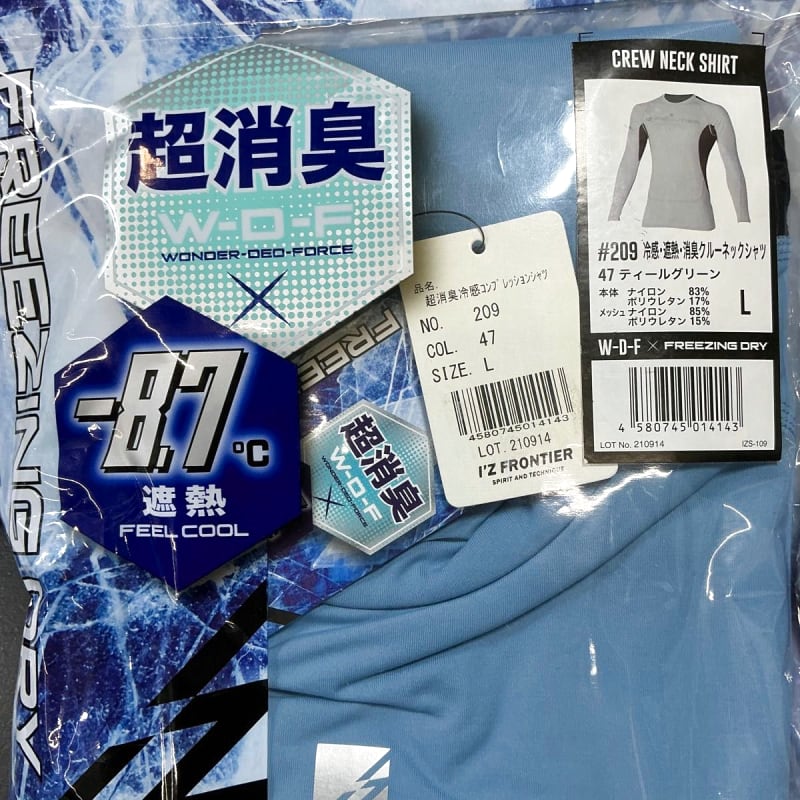 FREEZING DRY
超消臭
W-D-F
WONDER-DEO-FORCE
×
-8.7℃
遮熱
FEEL COOL
FREE
超消臭
W-D-F
WONDER-DEO-FORCE
×
品名.
超消臭冷感コンプレッションシャツ
NO. 209
COL. 47
SIZE. L
4580745014143
LOT. 210914
I'Z FRONTIER
SPIRIT AND TECHNIQUE
CREW NECK SHIRT
#209 冷感・遮熱・消臭クルーネックシャツ
47 ティールグリーン
本体 ナイロン 83%
ポリウレタン 17%
メッシュ ナイロン 85%
ポリウレタン 15%
L
W-D-F × FREEZING DRY
4 580745 014143
LOT No. 210914
IZS-109